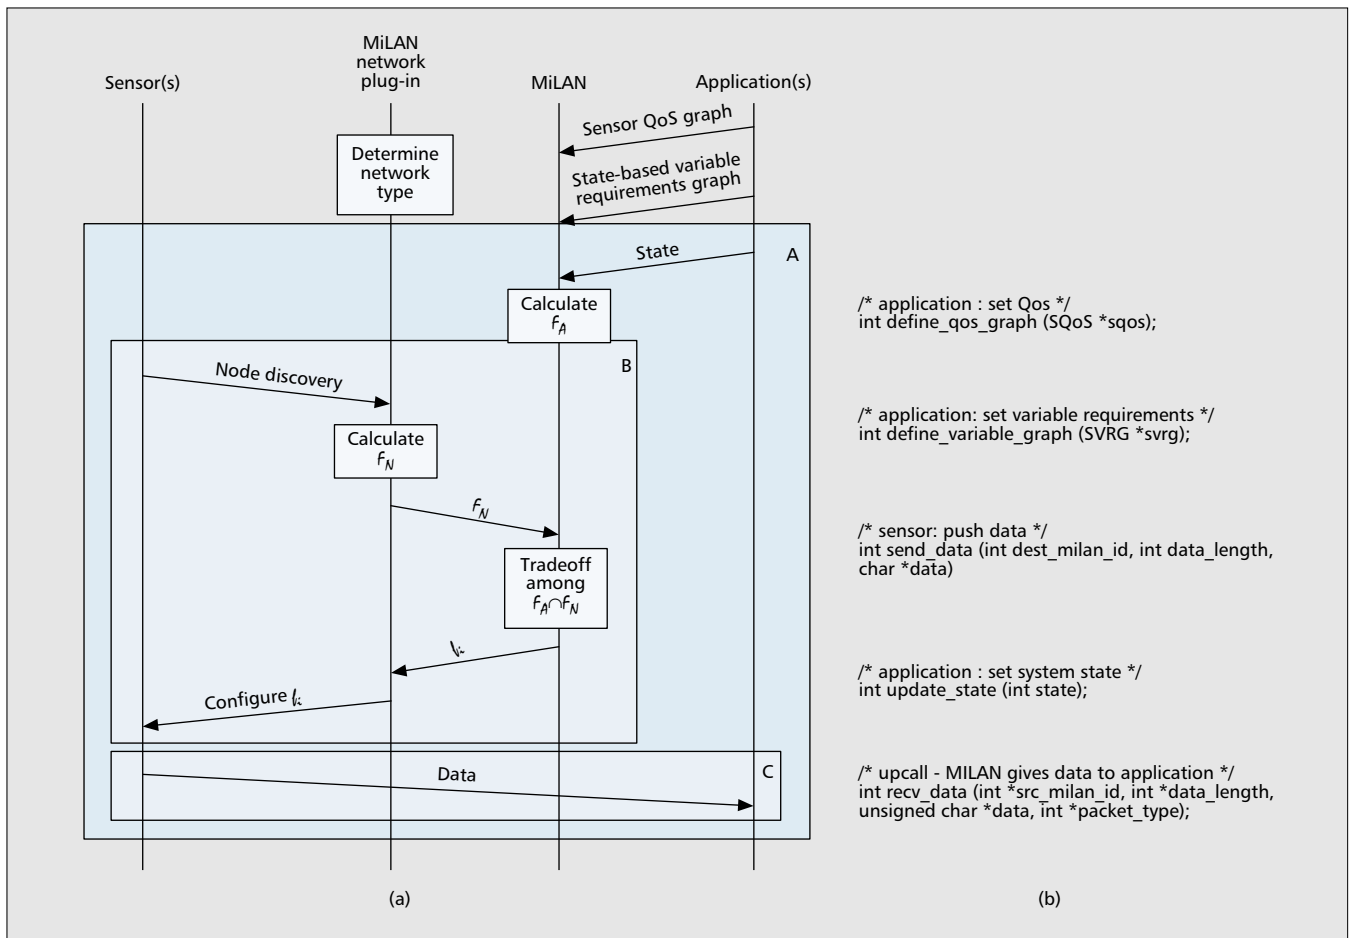 MiLAN
network
plug-in
Sensor(s)
MiLAN
Application(s)
Sensor QoS graph
Determine
network
type
State-based variable
requirements graph
A
State
Calculate
F_A
B
Node discovery
Calculate
F_N
F_N
Tradeoff
among
F_A∩F_N
Configure
C
Data
(a)
/* application : set Qos */
int define_qos_graph (SQoS *sqos);
/* application: set variable requirements */
int define_variable_graph (SVRG *svrg);
/* sensor: push data */
int send_data (int dest_milan_id, int data_length,
char *data)
/* application : set system state */
int update_state (int state);
/* upcall - MILAN gives data to application */
int recv_data (int *src_milan_id, int *data_length,
unsigned char *data, int *packet_type);
(b)